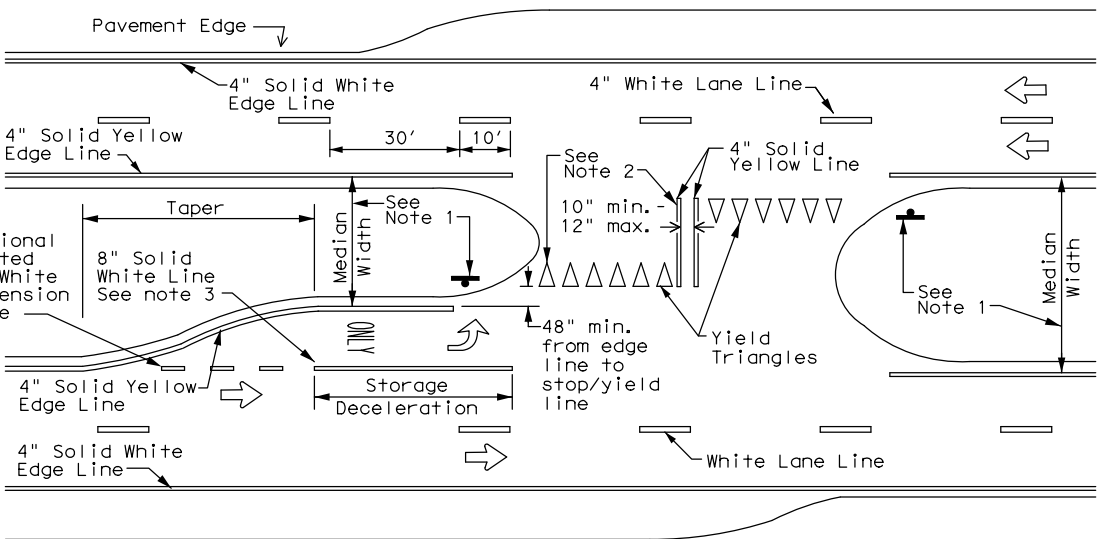 Pavement Edge
4" Solid White
Edge Line
4" White Lane Line
4" Solid Yellow
Edge Line
30'
10'
See
Note 2
4" Solid
Yellow Line
Taper
See
Note 1
10" min.
12" max.
Median
Width
8" Solid
White Line
See note 3
White
ONLY
48" min.
from edge
line to
stop/yield
line
Yield
Triangles
See
Note 1
Median
Width
4" Solid Yellow
Edge Line
Storage
Deceleration
4" Solid White
Edge Line
White Lane Line